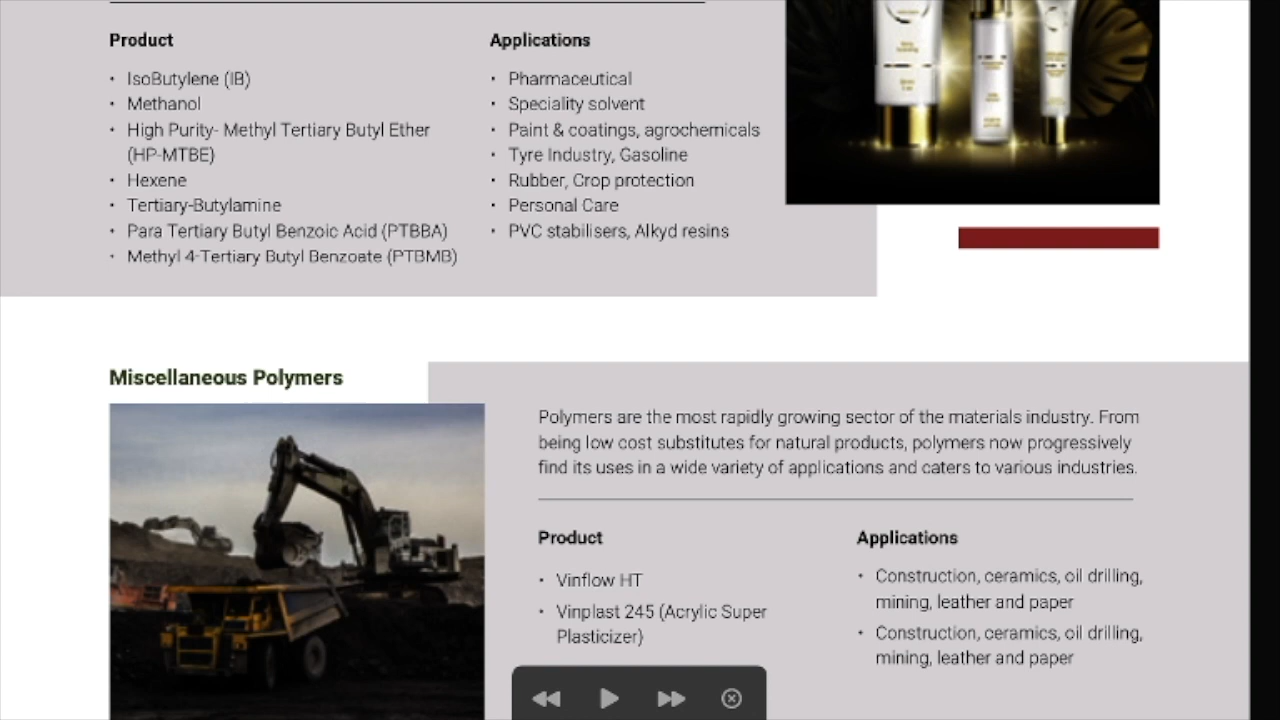 Product
• IsoButylene (IB)
• Methanol
• High Purity- Methyl Tertiary Butyl Ether
(HP-MTBE)
• Hexene
• Tertiary-Butylamine
• Para Tertiary Butyl Benzoic Acid (PTBBA)
• Methyl 4-Tertiary Butyl Benzoate (PTBMB)
Applications
• Pharmaceutical
• Speciality solvent
• Paint & coatings, agrochemicals
• Tyre Industry, Gasoline
• Rubber, Crop protection
• Personal Care
• PVC stabilisers, Alkyd resins
Miscellaneous Polymers
Polymers are the most rapidly growing sector of the materials industry. From
being low cost substitutes for natural products, polymers now progressively
find its uses in a wide variety of applications and caters to various industries.
Product
• Vinflow HT
• Vinplast 245 (Acrylic Super
Plasticizer)
Applications
• Construction, ceramics, oil drilling,
mining, leather and paper
• Construction, ceramics, oil drilling,
mining, leather and paper